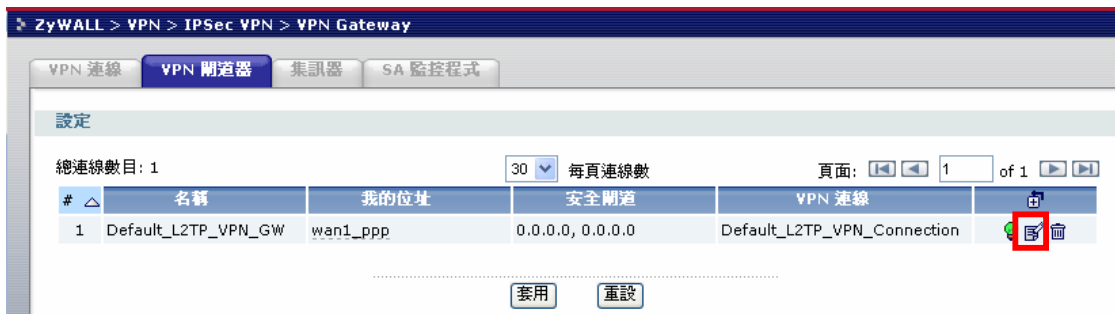 ZyWALL > VPN > IPSec VPN > VPN Gateway
VPN 連線 VPN 閘道器 集訊器 SA 監控程式
設定
總連線數目: 1 30 每頁連線數 頁面: 1 of 1
# 名稱 我的位址 安全閘道 VPN 連線
1 Default_L2TP_VPN_GW wan1_ppp 0.0.0.0, 0.0.0.0 Default_L2TP_VPN_Connection
套用 重設